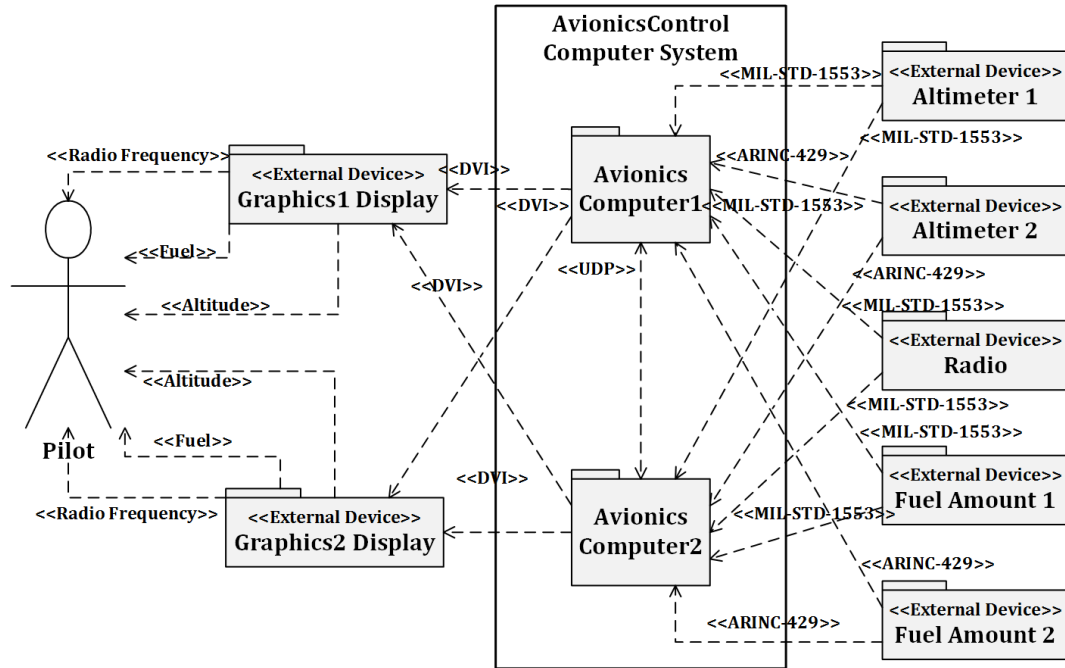 AvionicsControl
Computer System
<<MIL-STD-1553>>
<<External Device>>
Altimeter 1
<<MIL-STD-1553>>
<<Radio Frequency>>
<<External Device>>
Graphics1 Display
<<DVI>>
Avionics
Computer1
<<ARINC-429>>
<<DVI>>
<<MIL-STD-1553>>
<<External Device>>
Altimeter 2
<<Fuel>>
<<UDP>>
<<ARINC-429>>
<<DVI>>
<<Altitude>>
<<MIL-STD-1553>>
<<External Device>>
Radio
<<Altitude>>
<<MIL-STD-1553>>
<<Fuel>>
Pilot
<<MIL-STD-1553>>
<<DVI>>
<<External Device>>
Fuel Amount 1
<<Radio Frequency>>
<<External Device>>
Graphics2 Display
Avionics
Computer2
<<MIL-STD-1553>>
<<ARINC-429>>
<<ARINC-429>>
<<External Device>>
Fuel Amount 2